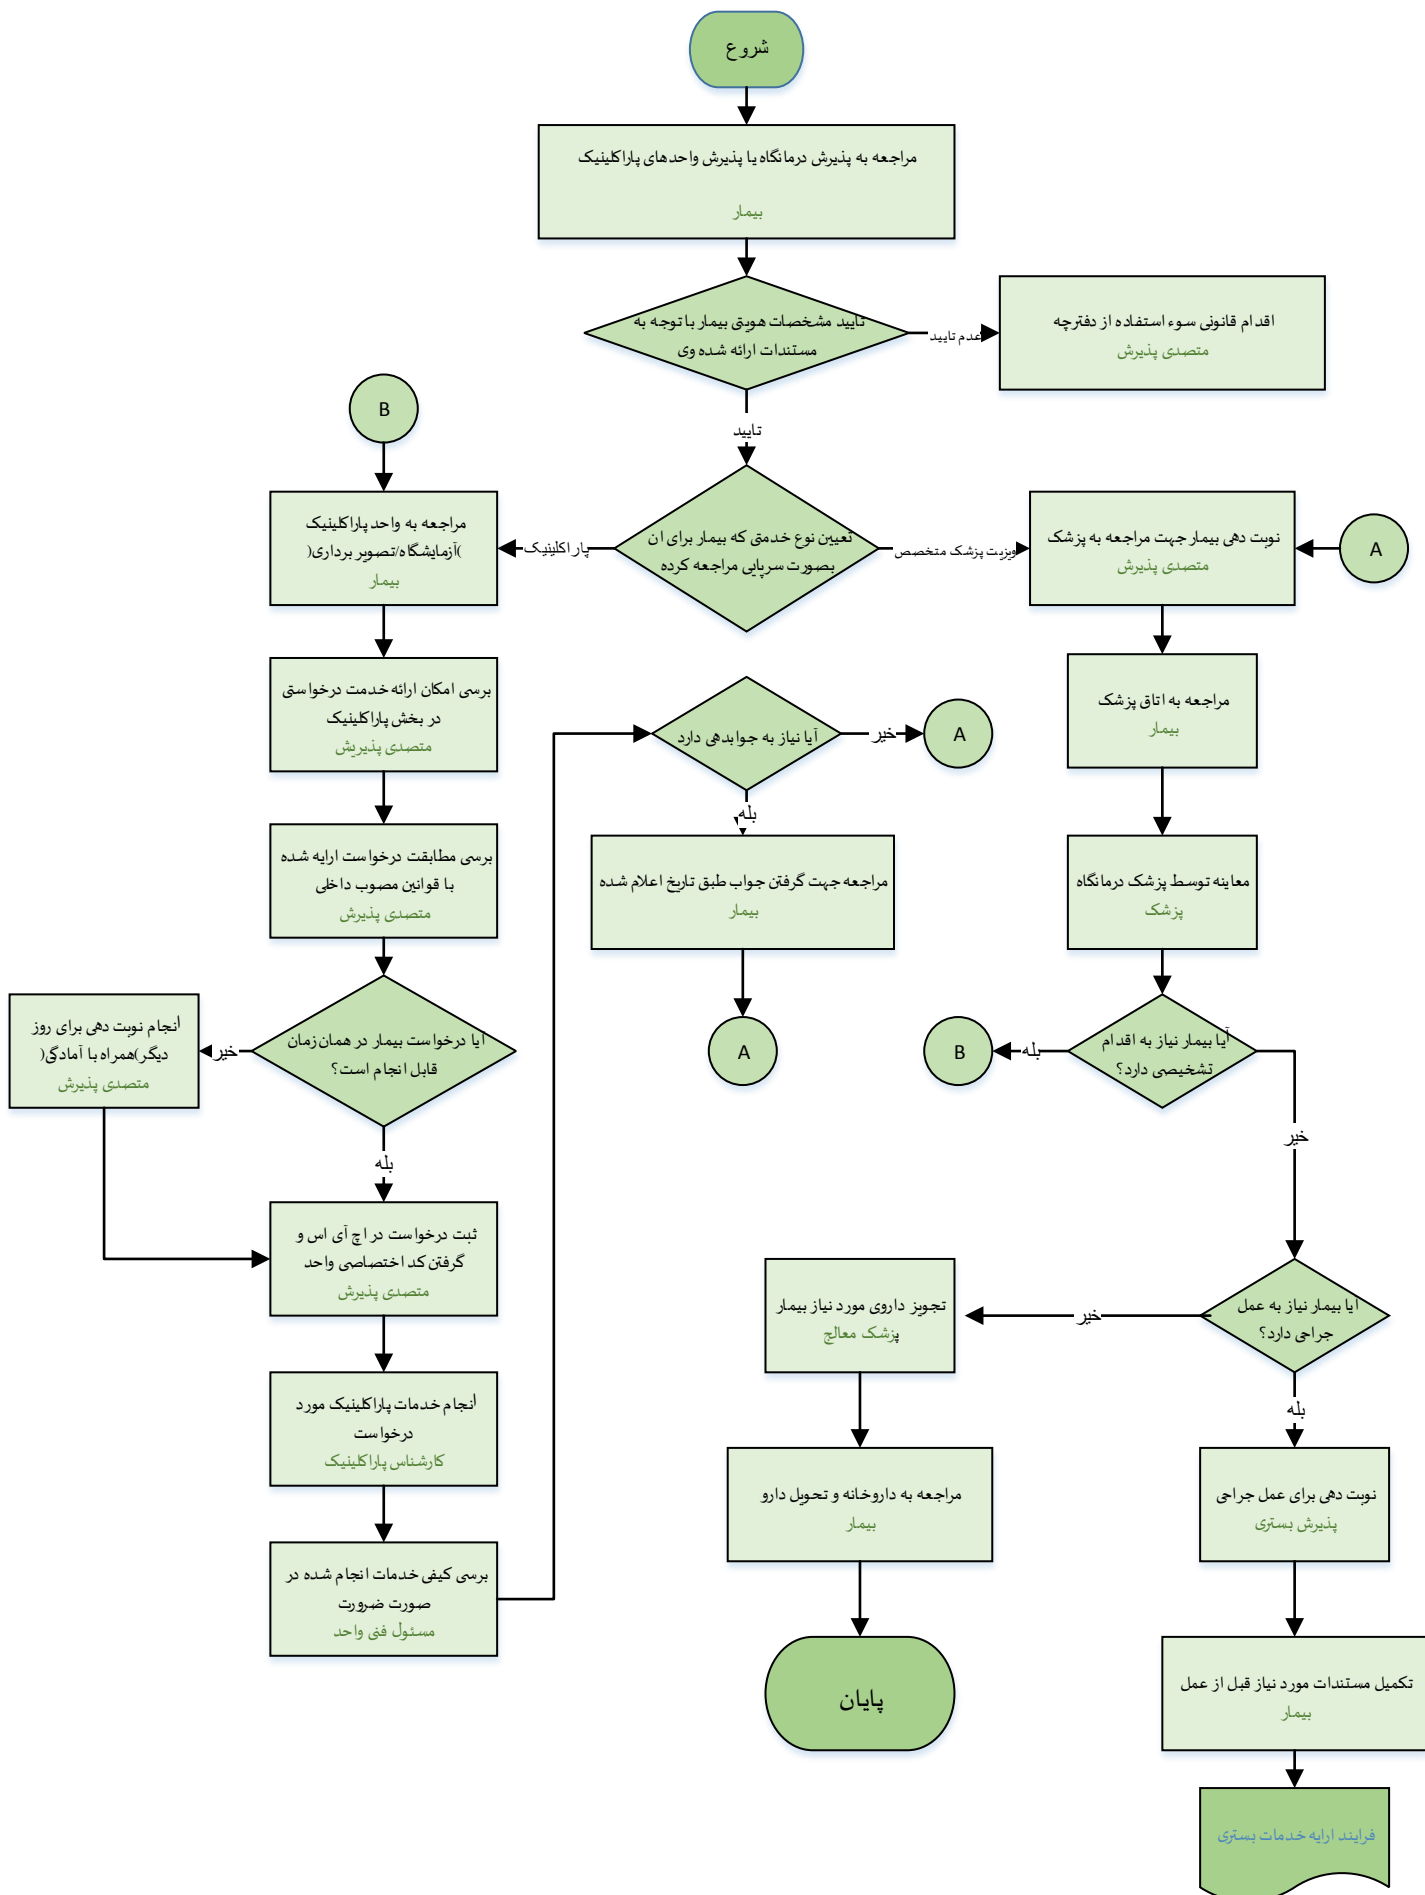 شروع
مراجعه به پذیرش درمانگاه یا پذیرش واحدهای پاراکلینیک
بیمار
تایید مشخصات هویتی بیمار با توجه به
مستندات ارائه شده وی
عدم تایید
اقدام قانونی سوء استفاده از دفترچه
متصدی پذیرش
تایید
B
تعیین نوع خدمتی که بیمار برای ان
بصورت سرپایی مراجعه کرده
ویزیت پزشک متخصص
نوبت دهی بیمار جهت مراجعه به پزشک
متصدی پذیرش
A
پاراکلینیک
مراجعه به واحد پاراکلینیک
)آزمایشگاه/تصویر برداری(
بیمار
بررسی امکان ارائه خدمت درخواستی
در بخش پاراکلینیک
متصدی پذیریش
آیا نیاز به جوابدهی دارد
خیر
A
مراجعه به اتاق پزشک
بیمار
بله
بررسی مطابقت درخواست ارایه شده
با قوانین مصوب داخلی
متصدی پذیرش
مراجعه جهت گرفتن جواب طبق تاریخ اعلام شده
بیمار
معاینه توسط پزشک درمانگاه
پزشک
A
آیا بیمار نیاز به اقدام
تشخیصی دارد؟
بله
B
خیر
آیا درخواست بیمار در همان زمان
قابل انجام است؟
خیر
انجام نوبت دهی برای روز
دیگر)همراه با آمادگی(
متصدی پذیرش
بله
ثبت درخواست در اچ آی اس و
گرفتن کد اختصاصی واحد
متصدی پذیرش
ایا بیمار نیاز به عمل
جراحی دارد؟
خیر
تجویز داروی مورد نیاز بیمار
پزشک معالج
بله
انجام خدمات پاراکلینیک مورد
درخواست
کارشناس پاراکلینیک
مراجعه به داروخانه و تحویل دارو
بیمار
نوبت دهی برای عمل جراحی
پذیرش بستری
بررسی کیفی خدمات انجام شده در
صورت ضرورت
مسئول فنی واحد
پایان
تکمیل مستندات مورد نیاز قبل از عمل
بیمار
فرایند ارایه خدمات بستری